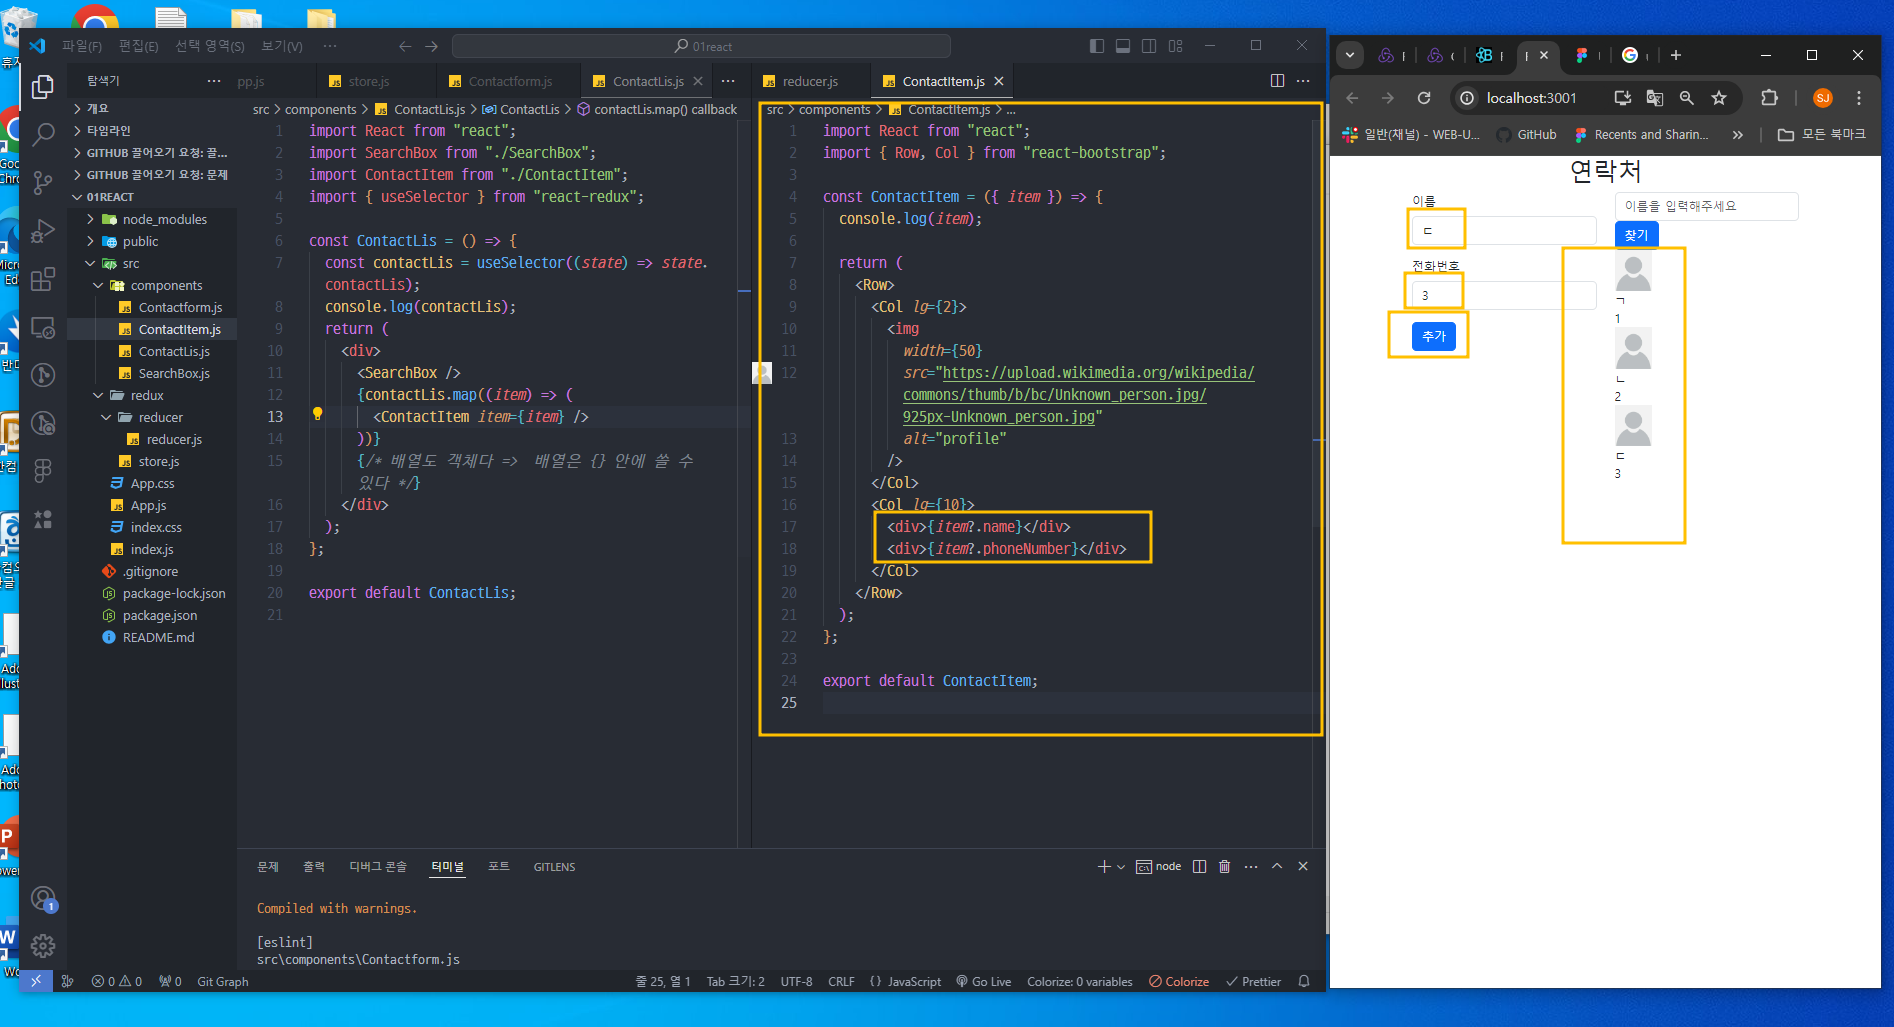 파일(F) 편집(E) 선택 영역(S) 보기(V) ···
01react
탐색기 ···
개요
타임라인
GITHUB 끌어오기 요청: 끌...
GITHUB 끌어오기 요청: 문제
01REACT
node_modules
public
src
components
Contactform.js
ContactItem.js
ContactLis.js
SearchBox.js
redux
reducer
reducer.js
store.js
App.css
App.js
index.css
index.js
.gitignore
package-lock.json
package.json
README.md
pp.js store.js Contactform.js ContactLis.js ···
src > components > ContactLis.js > ContactLis > contactLis.map() callback
1 import React from "react";
2 import SearchBox from "./SearchBox";
3 import ContactItem from "./ContactItem";
4 import { useSelector } from "react-redux";
5
6 const ContactLis = () => {
7 const contactLis = useSelector((state) => state.
contactLis);
8 console.log(contactLis);
9 return (
10 <div>
11 <SearchBox />
12 {contactLis.map((item) => (
13 <ContactItem item={item} />
14 ))}
15 {/* 배열도 객체다 => 배열은 {} 안에 쓸 수
있다 */}
16 </div>
17 );
18 };
19
20 export default ContactLis;
21
reducer.js ContactItem.js ···
src > components > ContactItem.js > ...
1 import React from "react";
2 import { Row, Col } from "react-bootstrap";
3
4 const ContactItem = ({ item }) => {
5 console.log(item);
6
7 return (
8 <Row>
9 <Col lg={2}>
10 <img
11 width={50}
12 src="https://upload.wikimedia.org/wikipedia/
commons/thumb/b/bc/Unknown_person.jpg/
925px-Unknown_person.jpg"
13 alt="profile"
14 />
15 </Col>
16 <Col lg={10}>
17 <div>{item?.name}</div>
18 <div>{item?.phoneNumber}</div>
19 </Col>
20 </Row>
21 );
22 };
23
24 export default ContactItem;
25
문제 출력 디버그 콘솔 터미널 포트 GITLENS
node
Compiled with warnings.
[eslint]
src\components\Contactform.js
1
0 0 0 Git Graph
줄 25, 열 1 Tab 크기: 2 UTF-8 CRLF {} JavaScript Go Live Colorize: 0 variables Colorize Prettier
localhost:3001
SJ
일반(채널) - WEB-U... GitHub Recents and Sharin... » 모든 북마크
연락처
이름
ㄷ
전화번호
3
추가
이름을 입력해주세요
찾기
ㄱ
1
ㄴ
2
ㄷ
3